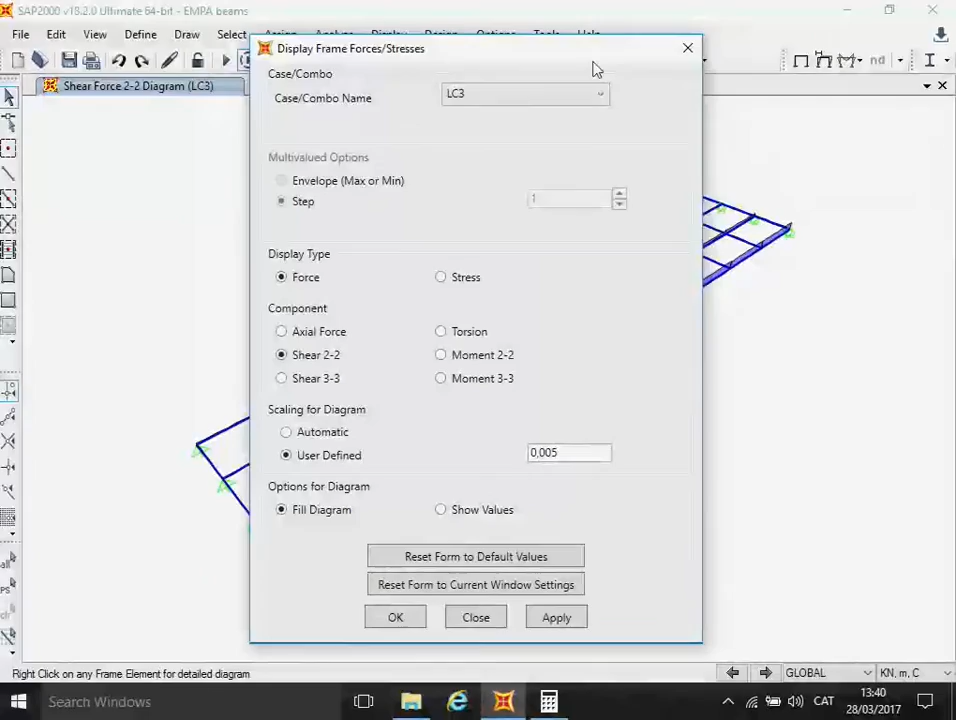 SAP2000 v18.2.0 Ultimate 64-bit - EMPA beams
File Edit View Define Draw Select
Display Frame Forces/Stresses
Shear Force 2-2 Diagram (LC3)
nd
Case/Combo
Case/Combo Name
LC3
Multivalued Options
Envelope (Max or Min)
Step
1
Display Type
Force
Stress
Component
Axial Force
Torsion
Shear 2-2
Moment 2-2
Shear 3-3
Moment 3-3
Scaling for Diagram
Automatic
User Defined
0,005
Options for Diagram
Fill Diagram
Show Values
Reset Form to Default Values
Reset Form to Current Window Settings
OK
Close
Apply
all
PS
clr
Right Click on any Frame Element for detailed diagram
GLOBAL
KN, m, C
Search Windows
CAT
13:40
28/03/2017